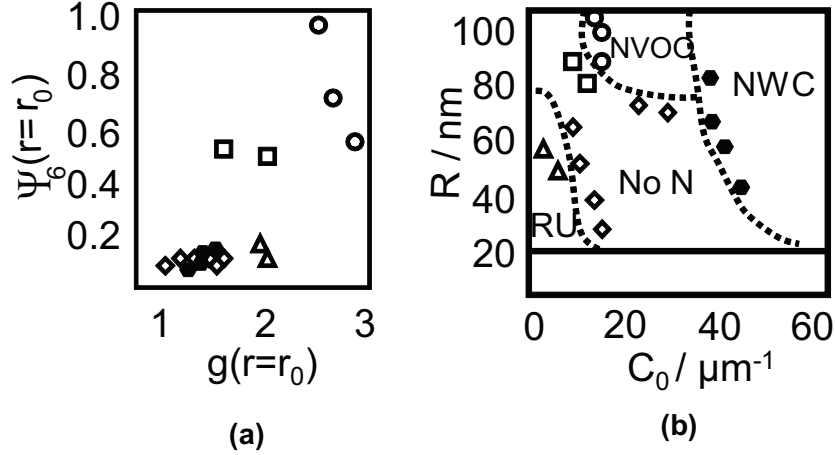 1.0
0.8
0.6
0.4
0.2
Ψ₆(r=r₀)
1 2 3
g(r=r₀)
(a)
100
80
60
40
20
R / nm
NVOC
NWC
No N
RU
0 20 40 60
C₀ / μm⁻¹
(b)